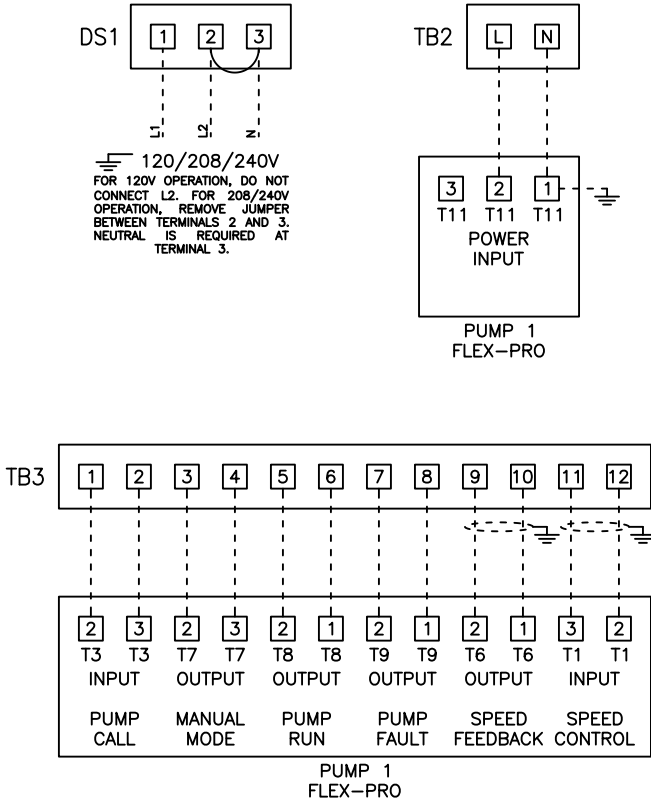 DS1 1 2 3
L1 L2 N
120/208/240V
FOR 120V OPERATION, DO NOT
CONNECT L2. FOR 208/240V
OPERATION, REMOVE JUMPER
BETWEEN TERMINALS 2 AND 3.
NEUTRAL IS REQUIRED AT
TERMINAL 3.
TB2 L N
3 2 1
T11 T11 T11
POWER
INPUT
PUMP 1
FLEX-PRO
TB3 1 2 3 4 5 6 7 8 9 10 11 12
2 3 2 3 2 1 2 1 2 1 3 2
T3 T3 T7 T7 T8 T8 T9 T9 T6 T6 T1 T1
INPUT OUTPUT OUTPUT OUTPUT OUTPUT INPUT
PUMP MANUAL PUMP PUMP SPEED SPEED
CALL MODE RUN FAULT FEEDBACK CONTROL
PUMP 1
FLEX-PRO